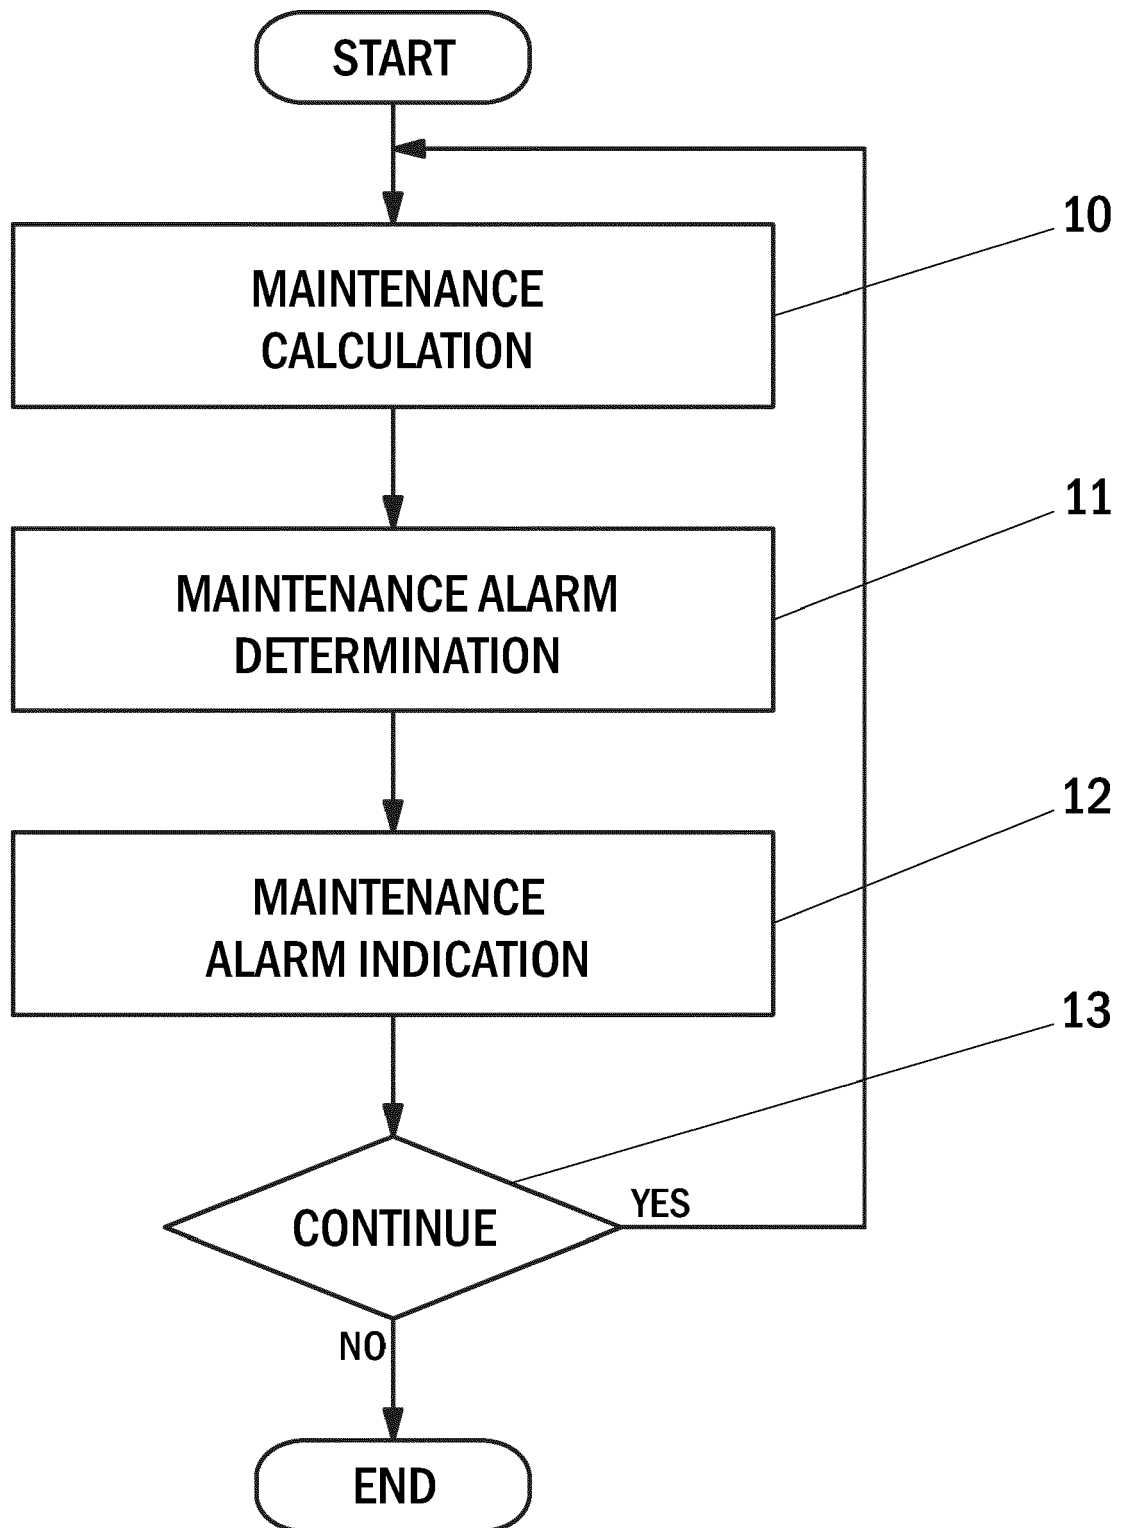 START
10
MAINTENANCE
CALCULATION
11
MAINTENANCE ALARM
DETERMINATION
12
MAINTENANCE
ALARM INDICATION
13
YES
CONTINUE
NO
END